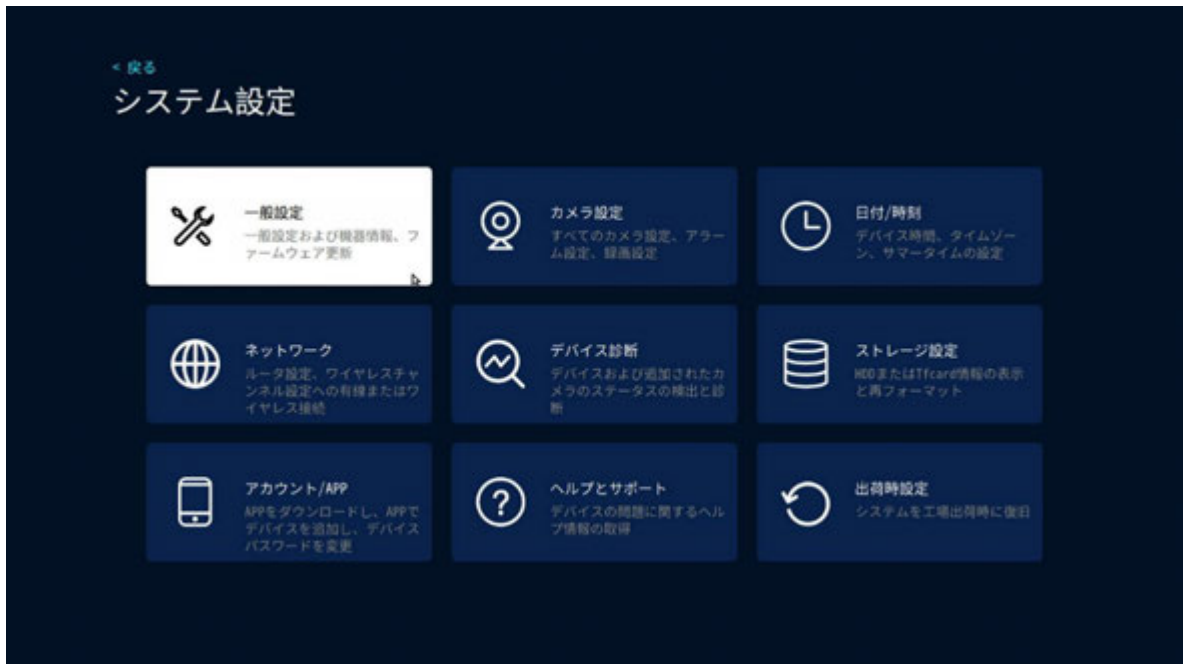 < 戻る
システム設定
一般設定
一般設定および機器情報、フ
ァームウェア更新
カメラ設定
すべてのカメラ設定、アラー
ム設定、録画設定
日付/時刻
デバイス時間、タイムゾー
ン、サマータイムの設定
ネットワーク
ルータ設定、ワイヤレスチャ
ンネル設定への有線またはワ
イヤレス接続
デバイス診断
デバイスおよび追加されたカ
メラのステータスの検出と診
断
ストレージ設定
HDDまたはTfcard情報の表示
と再フォーマット
アカウント/APP
APPをダウンロードし、APPで
デバイスを追加し、デバイス
パスワードを変更
ヘルプとサポート
デバイスの問題に関するヘル
プ情報の取得
出荷時設定
システムを工場出荷時に復旧